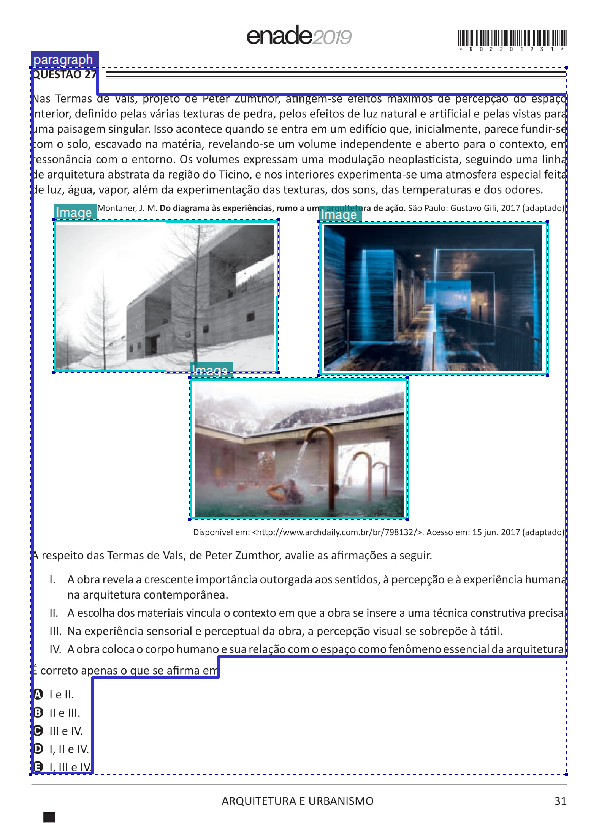 enade2019
paragraph
QUESTÃO 27
Nas Termas de Vals, projeto de Peter Zumthor, atingem-se efeitos máximos de percepção do espaço
interior, definido pelas várias texturas de pedra, pelos efeitos de luz natural e artificial e pelas vistas para
uma paisagem singular. Isso acontece quando se entra em um edifício que, inicialmente, parece fundir-se
com o solo, escavado na matéria, revelando-se um volume independente e aberto para o contexto, em
ressonância com o entorno. Os volumes expressam uma modulação neoplasticista, seguindo uma linha
de arquitetura abstrata da região do Ticino, e nos interiores experimenta-se uma atmosfera especial feita
de luz, água, vapor, além da experimentação das texturas, dos sons, das temperaturas e dos odores.
Montaner, J. M. Do diagrama às experiências, rumo a uma arquitetura de ação. São Paulo: Gustavo Gili, 2017 (adaptado)
Image
Image
Image
Disponível em: <http://www.archdaily.com.br/br/798132/>. Acesso em: 15 jun. 2017 (adaptado)
A respeito das Termas de Vals, de Peter Zumthor, avalie as afirmações a seguir.
I. A obra revela a crescente importância outorgada aos sentidos, à percepção e à experiência humana
na arquitetura contemporânea.
II. A escolha dos materiais vincula o contexto em que a obra se insere a uma técnica construtiva precisa.
III. Na experiência sensorial e perceptual da obra, a percepção visual se sobrepõe à tátil.
IV. A obra coloca o corpo humano e sua relação com o espaço como fenômeno essencial da arquitetura.
É correto apenas o que se afirma em
A I e II.
B II e III.
C III e IV.
D I, II e IV.
E I, III e IV.
ARQUITETURA E URBANISMO
31